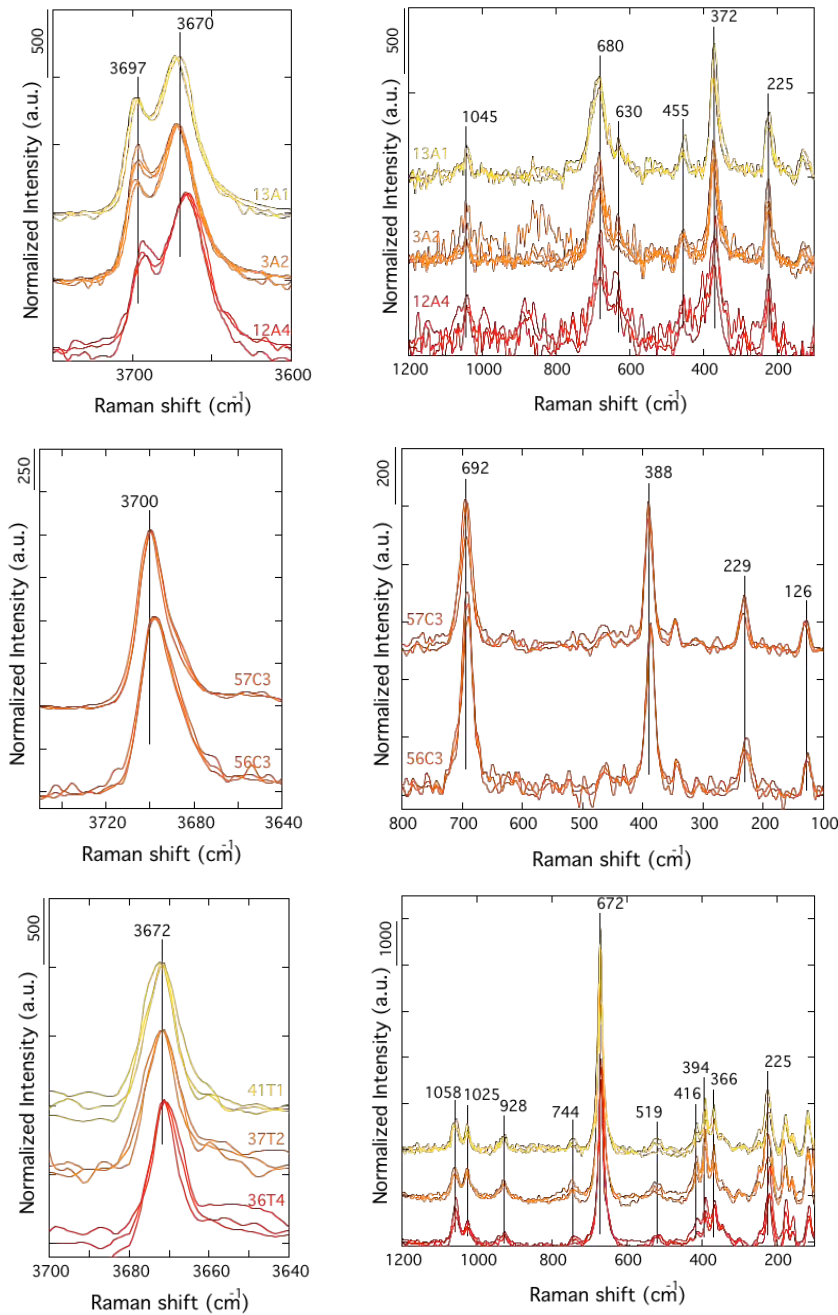 500
3697
3670
13A1
3A2
12A4
Normalized Intensity (a.u.)
3700
3650
3600
Raman shift (cm-1)
500
1045
680
630
455
372
225
13A1
3A2
12A4
Normalized Intensity (a.u.)
1200
1000
800
600
400
200
Raman shift (cm-1)
250
3700
57C3
56C3
Normalized Intensity (a.u.)
3720
3680
3640
Raman shift (cm-1)
200
692
388
229
126
57C3
56C3
Normalized Intensity (a.u.)
800
700
600
500
400
300
200
100
Raman shift (cm-1)
500
3672
41T1
37T2
36T4
Normalized Intensity (a.u.)
3700
3680
3660
3640
Raman shift (cm-1)
1000
1058
1025
928
744
672
519
416
394
366
225
Normalized Intensity (a.u.)
1200
1000
800
600
400
200
Raman shift (cm-1)